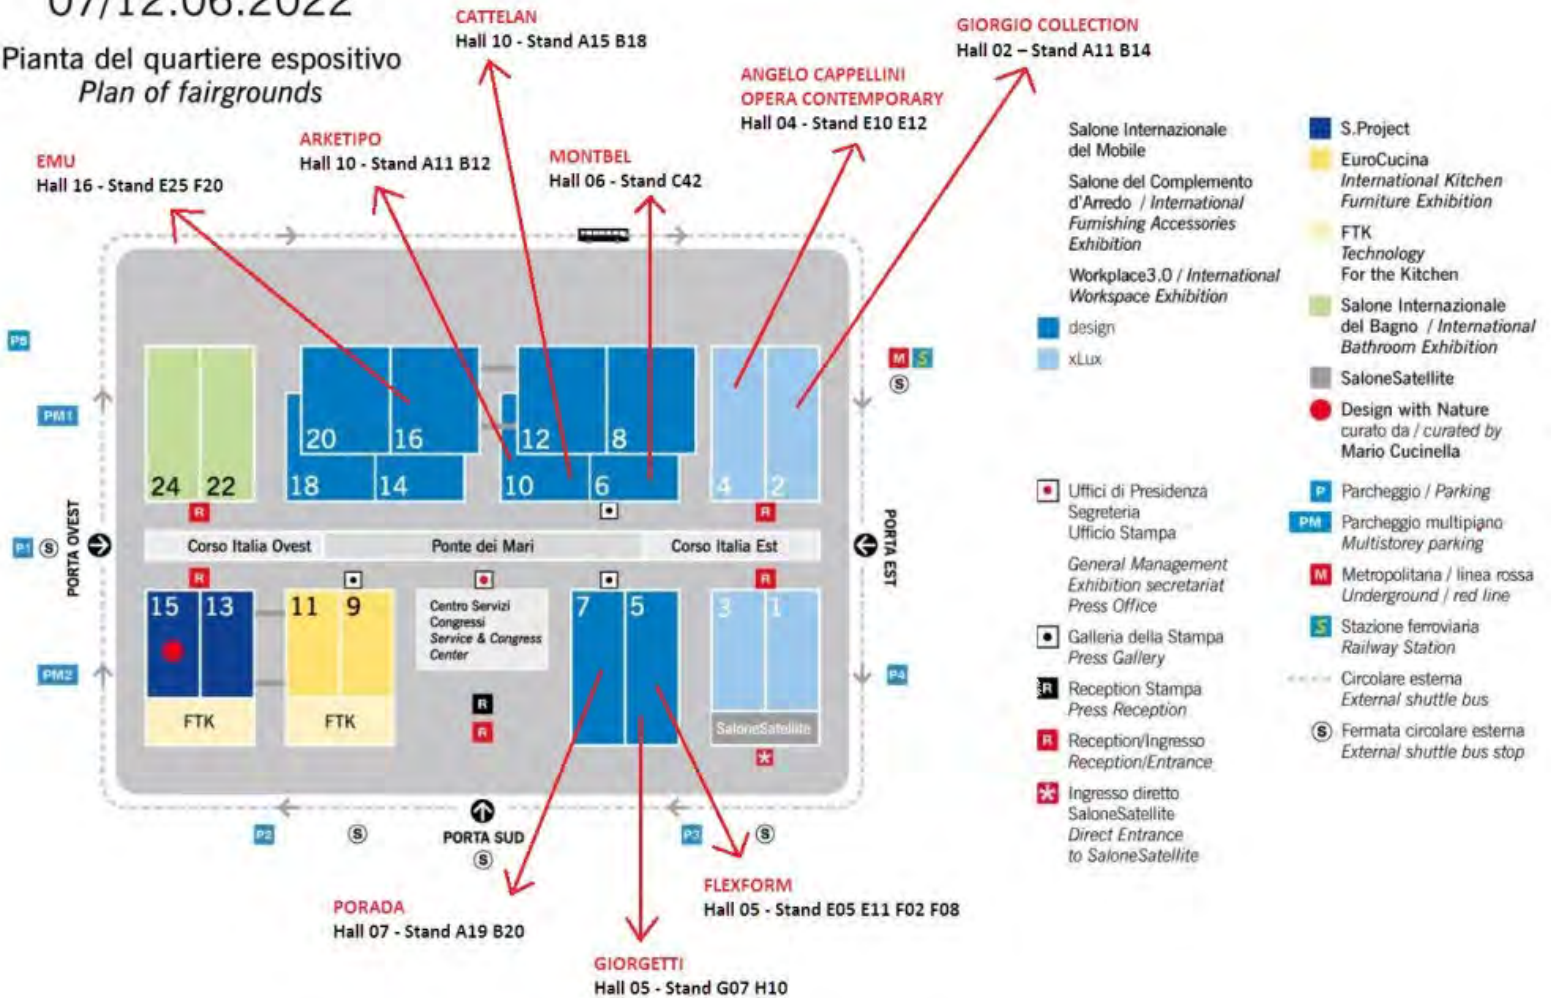 07/12.06.2022
Pianta del quartiere espositivo
Plan of fairgrounds
CATTELAN
Hall 10 - Stand A15 B18
GIORGIO COLLECTION
Hall 02 – Stand A11 B14
ANGELO CAPPELLINI
OPERA CONTEMPORARY
Hall 04 - Stand E10 E12
ARKETIPO
Hall 10 - Stand A11 B12
MONTBEL
Hall 06 - Stand C42
EMU
Hall 16 - Stand E25 F20
P5
PM1
M S
S
20
16
12
8
24
22
18
14
10
6
4
2
R
R
PORTA OVEST
P1 S
Corso Italia Ovest
Ponte dei Mari
Corso Italia Est
PORTA EST
R
R
15
13
11
9
Centro Servizi
Congressi
Service & Congress
Center
7
5
3
1
PM2
P4
FTK
FTK
R
R
SaloneSatellite
P2
S
PORTA SUD
S
P3
S
PORADA
Hall 07 - Stand A19 B20
FLEXFORM
Hall 05 - Stand E05 E11 F02 F08
GIORGETTI
Hall 05 - Stand G07 H10
Salone Internazionale
del Mobile
Salone del Complemento
d'Arredo / International
Furnishing Accessories
Exhibition
Workplace3.0 / International
Workspace Exhibition
design
xLux
Uffici di Presidenza
Segreteria
Ufficio Stampa
General Management
Exhibition secretariat
Press Office
Galleria della Stampa
Press Gallery
R Reception Stampa
Press Reception
R Reception/Ingresso
Reception/Entrance
Ingresso diretto
SaloneSatellite
Direct Entrance
to SaloneSatellite
S.Project
EuroCucina
International Kitchen
Furniture Exhibition
FTK
Technology
For the Kitchen
Salone Internazionale
del Bagno / International
Bathroom Exhibition
SaloneSatellite
Design with Nature
curato da / curated by
Mario Cucinella
P Parcheggio / Parking
PM Parcheggio multipiano
Multistorey parking
M Metropolitana / linea rossa
Underground / red line
S Stazione ferroviaria
Railway Station
Circolare esterna
External shuttle bus
S Fermata circolare esterna
External shuttle bus stop